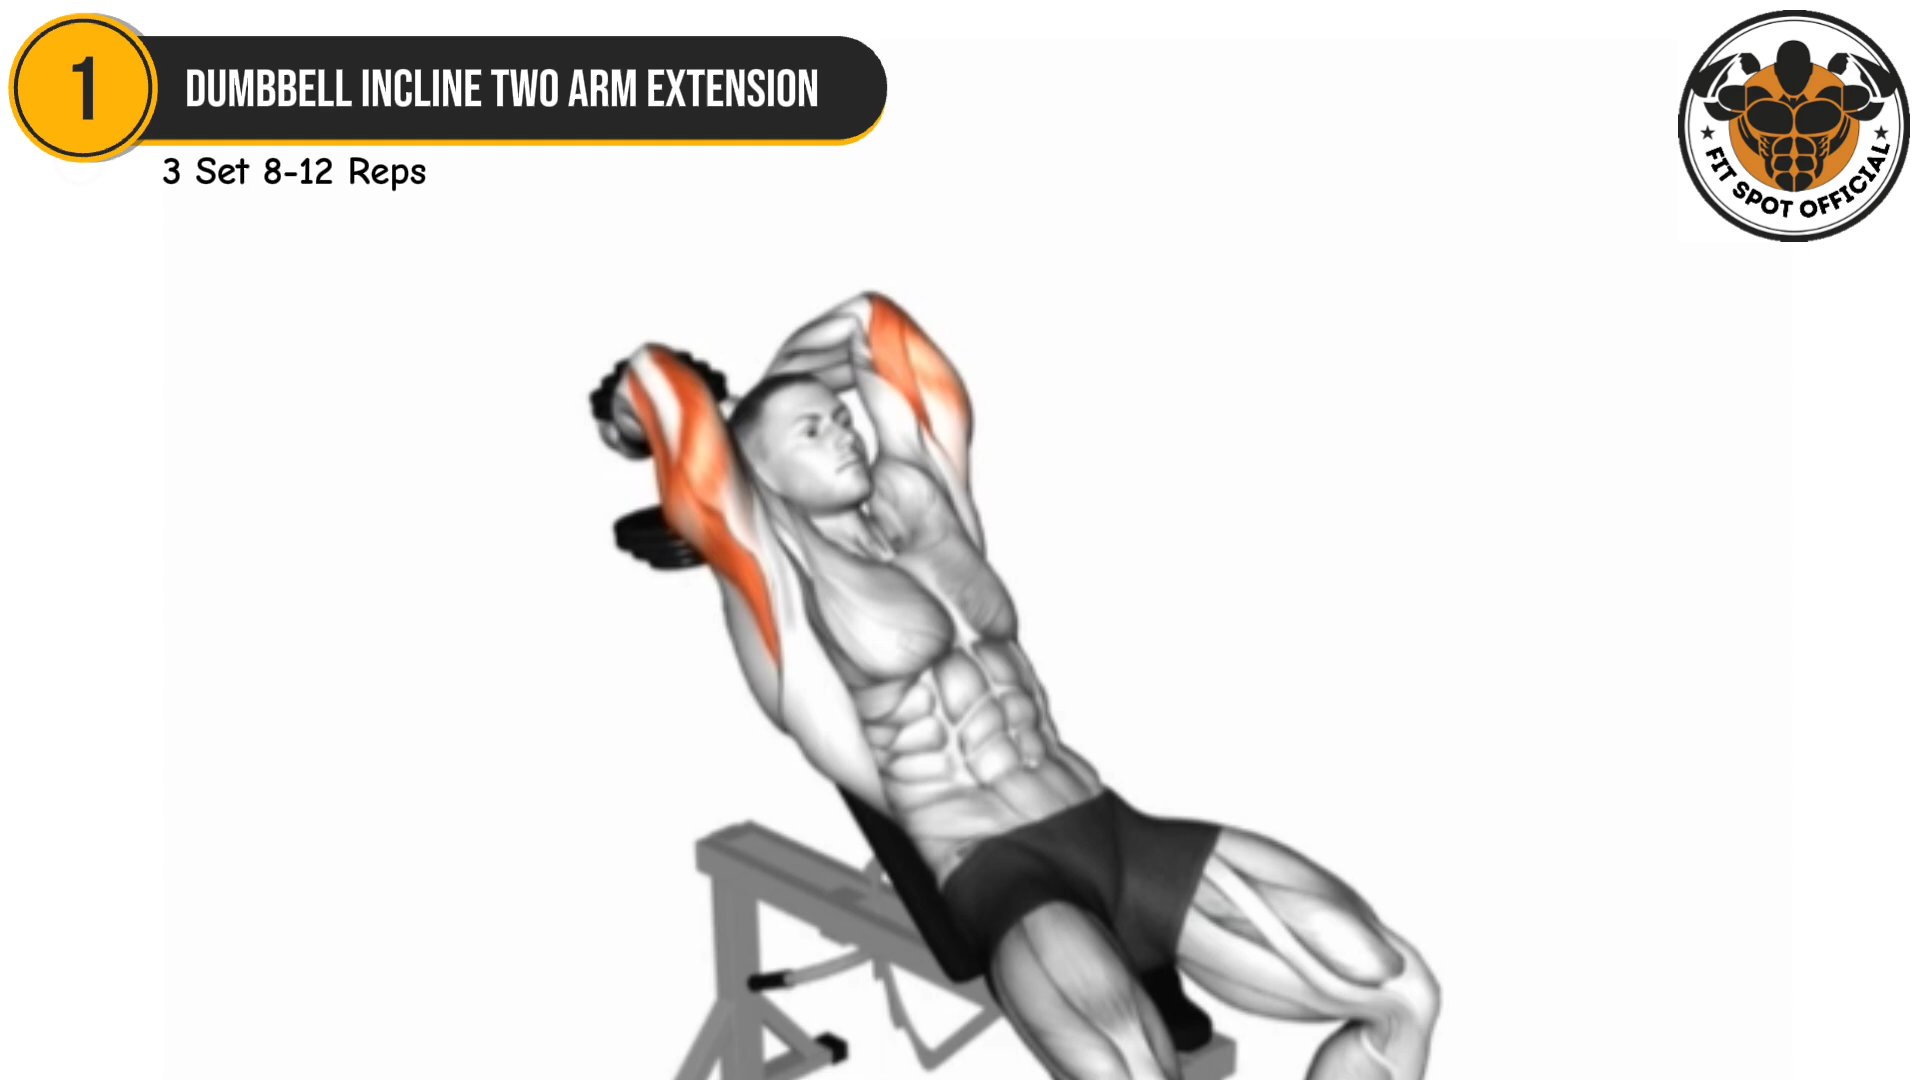 1
DUMBBELL INCLINE TWO ARM EXTENSION
3 Set 8-12 Reps
FIT SPOT OFFICIAL